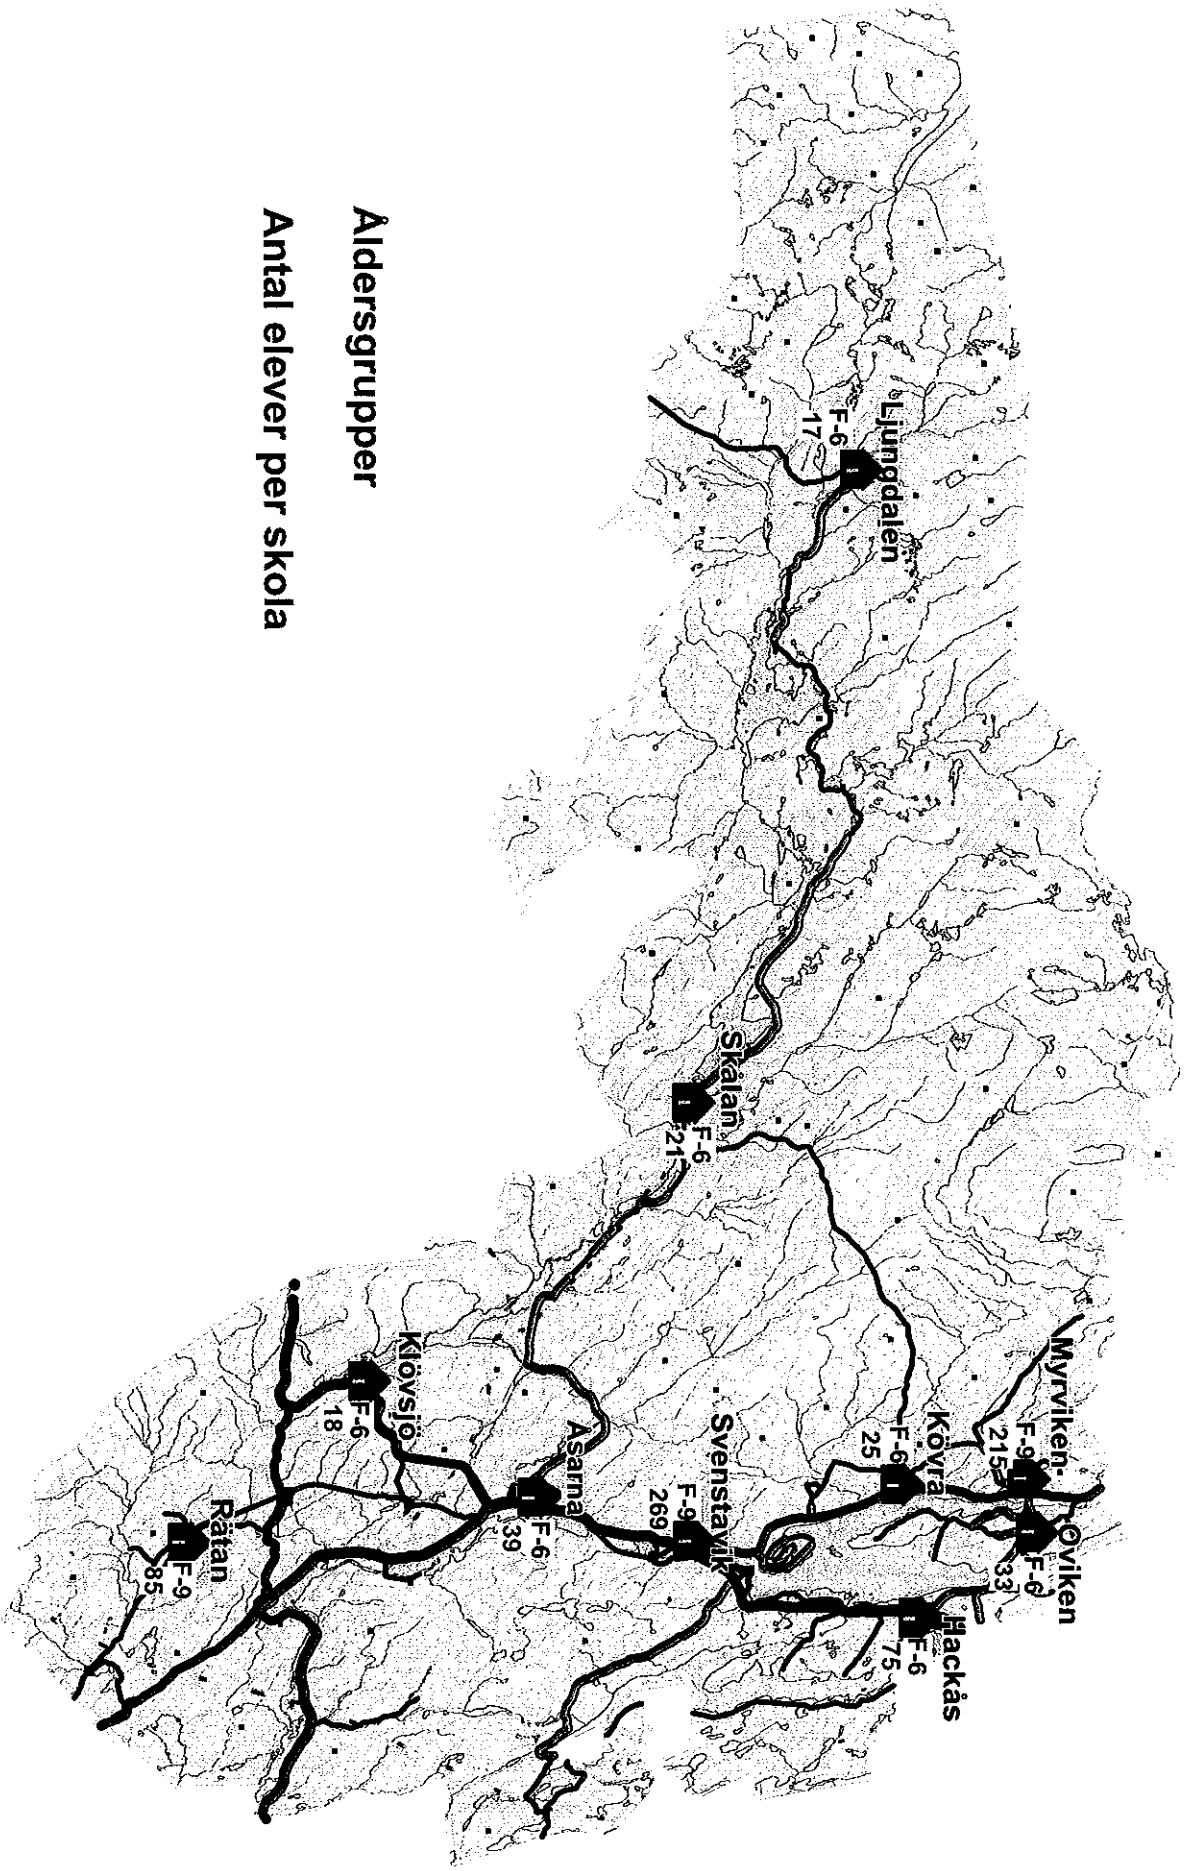 Åldersgrupper
Antal elever per skola
Ljungdalen
F-6
17
Skålan
F-6
21
Myrviken-
F-9
215
Oviken
F-6
33
Kövra
F-6
25
Hackås
F-6
75
Svenstavik
F-9
269
Åsarna
F-6
39
Klövsjö
F-6
18
Rätan
F-9
85